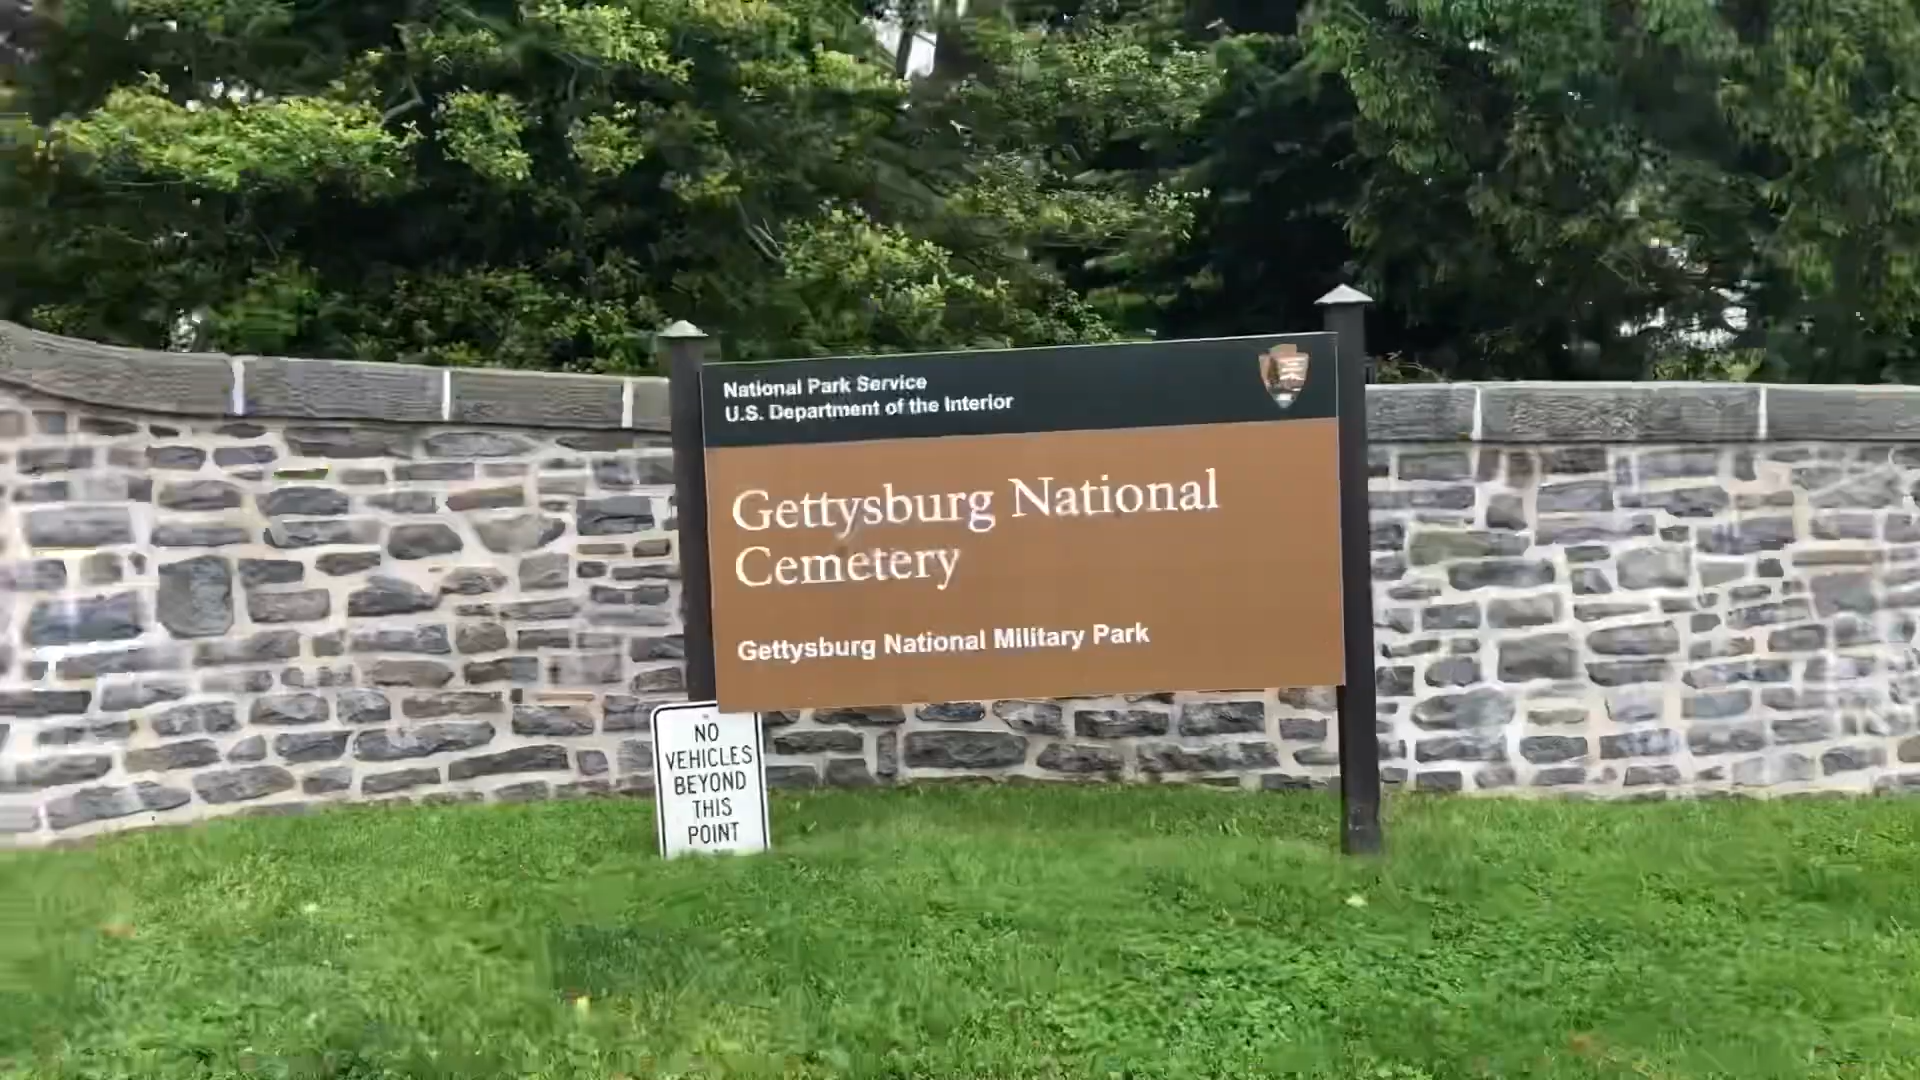 National Park Service
U.S. Department of the Interior
Gettysburg National
Cemetery
Gettysburg National Military Park
NO
VEHICLES
BEYOND
THIS
POINT